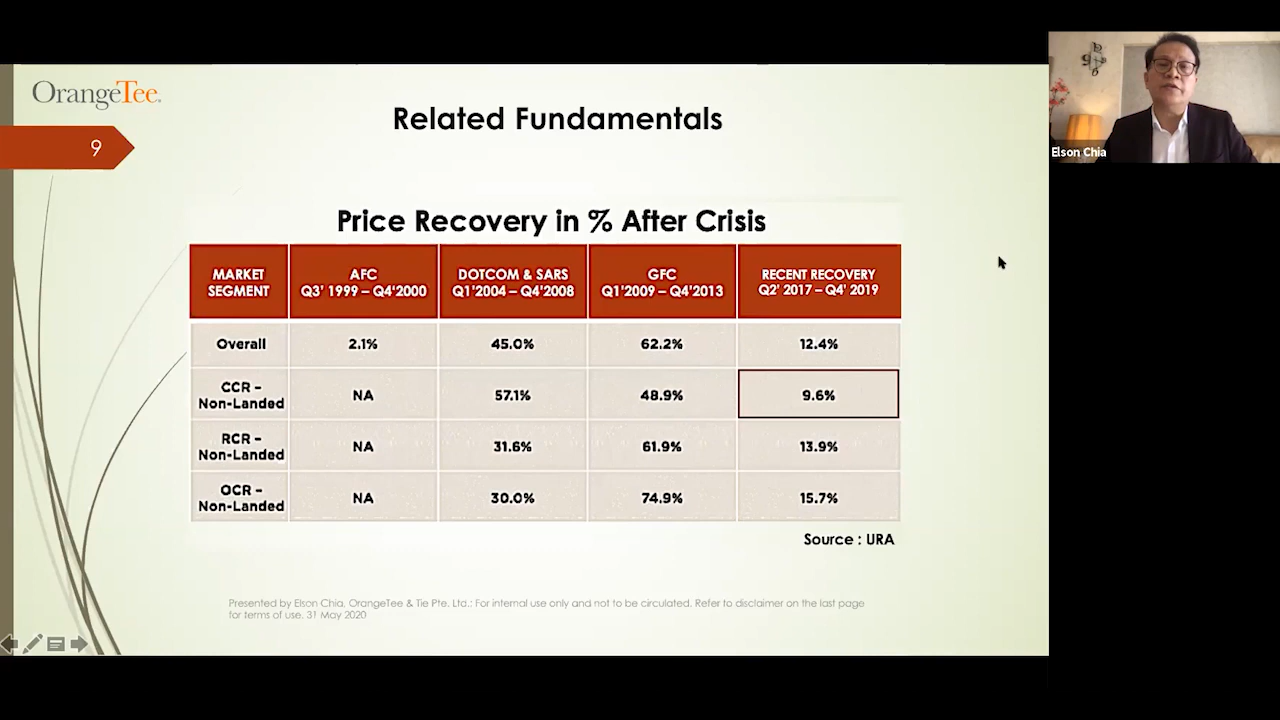 OrangeTee
9
Related Fundamentals
Price Recovery in % After Crisis
MARKET SEGMENT
AFC
Q3' 1999 – Q4'2000
DOTCOM & SARS
Q1'2004 – Q4'2008
GFC
Q1'2009 – Q4'2013
RECENT RECOVERY
Q2' 2017 – Q4' 2019
Overall
2.1%
45.0%
62.2%
12.4%
CCR –
Non-Landed
NA
57.1%
48.9%
9.6%
RCR –
Non-Landed
NA
31.6%
61.9%
13.9%
OCR –
Non-Landed
NA
30.0%
74.9%
15.7%
Source : URA
Presented by Elson Chia, OrangeTee & Tie Pte. Ltd.: For internal use only and not to be circulated. Refer to disclaimer on the last page
for terms of use. 31 May 2020
Elson Chia